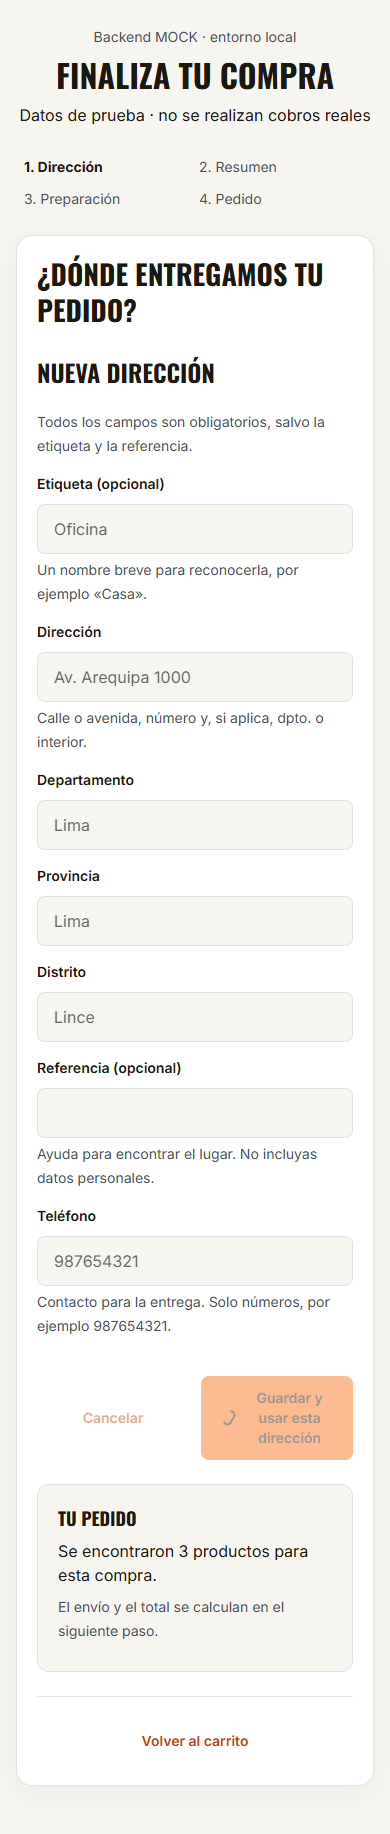 Backend MOCK · entorno local
FINALIZA TU COMPRA
Datos de prueba · no se realizan cobros reales
1. Dirección
2. Resumen
3. Preparación
4. Pedido
¿DÓNDE ENTREGAMOS TU
PEDIDO?
NUEVA DIRECCIÓN
Todos los campos son obligatorios, salvo la
etiqueta y la referencia.
Etiqueta (opcional)
Oficina
Un nombre breve para reconocerla, por
ejemplo «Casa».
Dirección
Av. Arequipa 1000
Calle o avenida, número y, si aplica, dpto. o
interior.
Departamento
Lima
Provincia
Lima
Distrito
Lince
Referencia (opcional)
Ayuda para encontrar el lugar. No incluyas
datos personales.
Teléfono
987654321
Contacto para la entrega. Solo números, por
ejemplo 987654321.
Cancelar
Guardar y
usar esta
dirección
TU PEDIDO
Se encontraron 3 productos para
esta compra.
El envío y el total se calculan en el
siguiente paso.
Volver al carrito